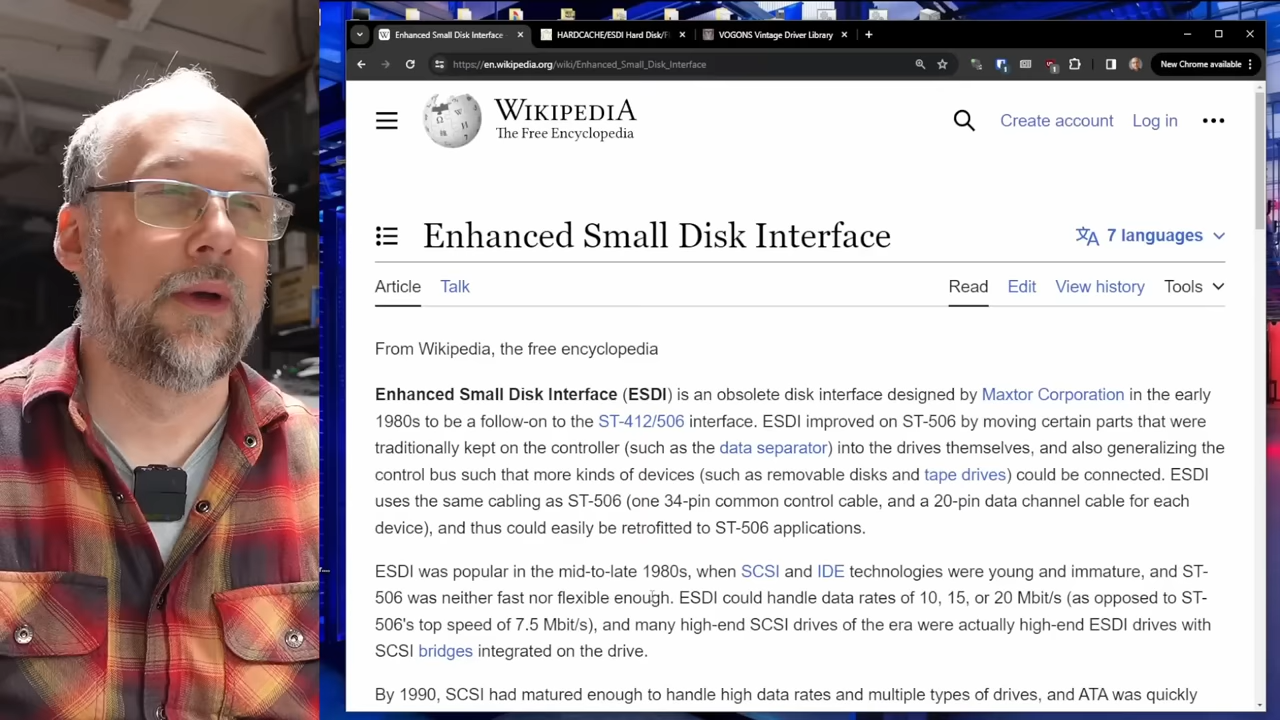 Enhanced Small Disk Interface
HARDCACHE/ESDI Hard Disk/F
VOGONS Vintage Driver Library
https://en.wikipedia.org/wiki/Enhanced_Small_Disk_Interface
New Chrome available
WIKIPEDIA
The Free Encyclopedia
Create account
Log in
Enhanced Small Disk Interface
7 languages
Article
Talk
Read
Edit
View history
Tools
From Wikipedia, the free encyclopedia
Enhanced Small Disk Interface (ESDI) is an obsolete disk interface designed by Maxtor Corporation in the early
1980s to be a follow-on to the ST-412/506 interface. ESDI improved on ST-506 by moving certain parts that were
traditionally kept on the controller (such as the data separator) into the drives themselves, and also generalizing the
control bus such that more kinds of devices (such as removable disks and tape drives) could be connected. ESDI
uses the same cabling as ST-506 (one 34-pin common control cable, and a 20-pin data channel cable for each
device), and thus could easily be retrofitted to ST-506 applications.
ESDI was popular in the mid-to-late 1980s, when SCSI and IDE technologies were young and immature, and ST-
506 was neither fast nor flexible enough. ESDI could handle data rates of 10, 15, or 20 Mbit/s (as opposed to ST-
506's top speed of 7.5 Mbit/s), and many high-end SCSI drives of the era were actually high-end ESDI drives with
SCSI bridges integrated on the drive.
By 1990, SCSI had matured enough to handle high data rates and multiple types of drives, and ATA was quickly